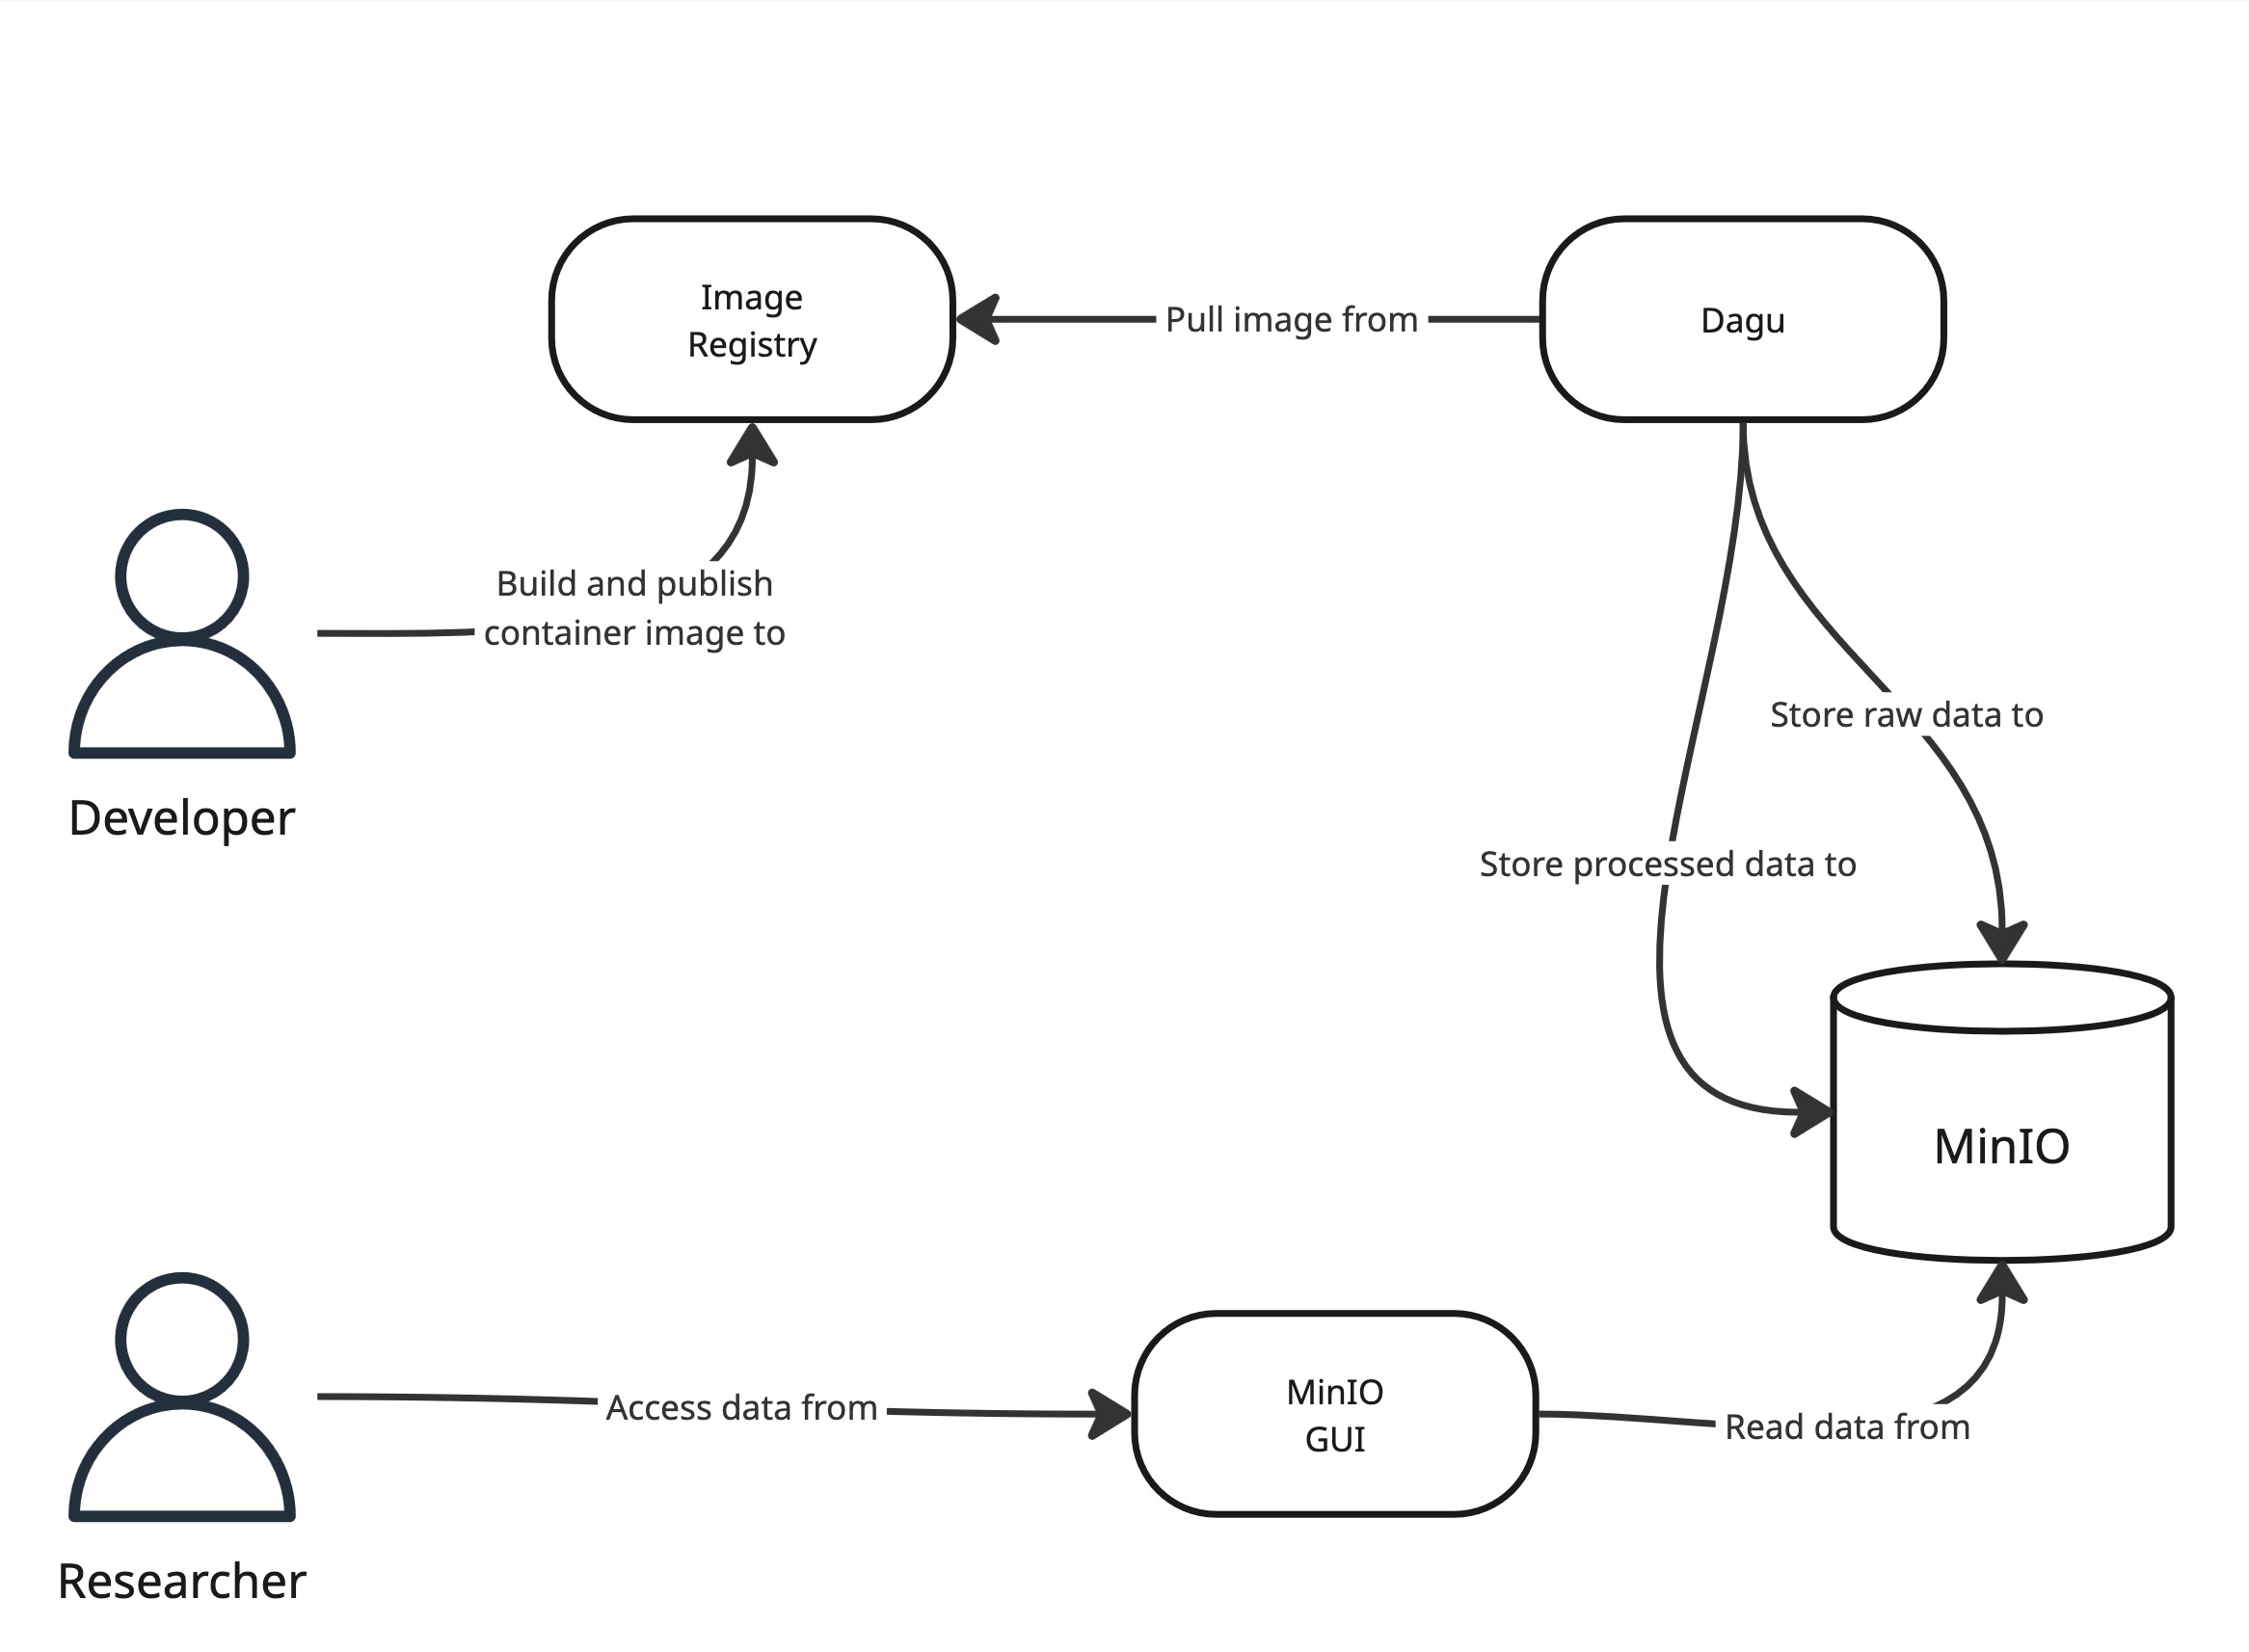 Image
Registry
Pull image from
Dagu
Build and publish
container image to
Developer
Store raw data to
Store processed data to
MinIO
Researcher
Access data from
MinIO
GUI
Read data from